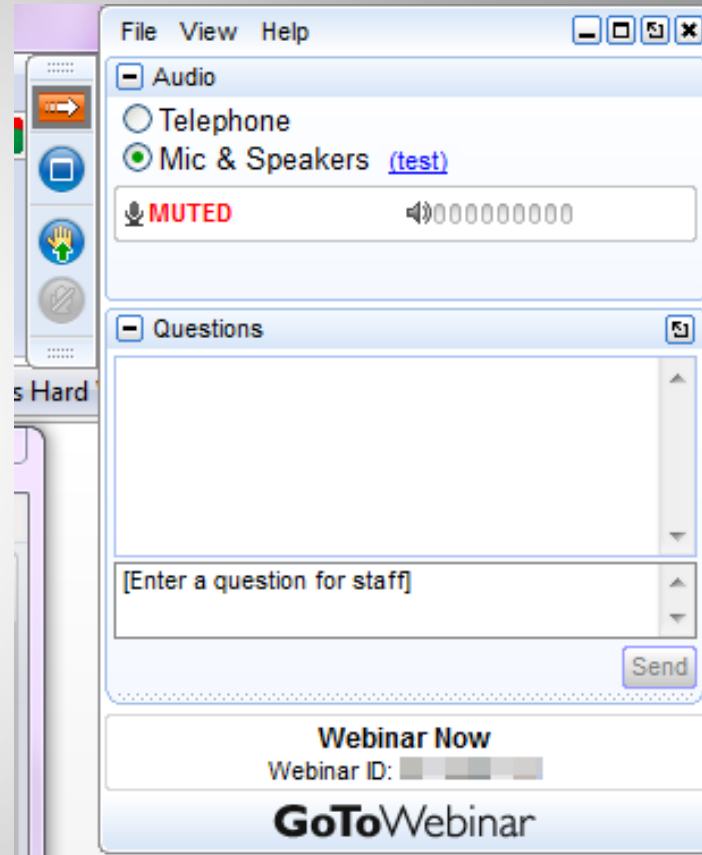 File View Help
Audio
Telephone
Mic & Speakers (test)
MUTED
Questions
s Hard
[Enter a question for staff]
Send
Webinar Now
Webinar ID:
GoToWebinar